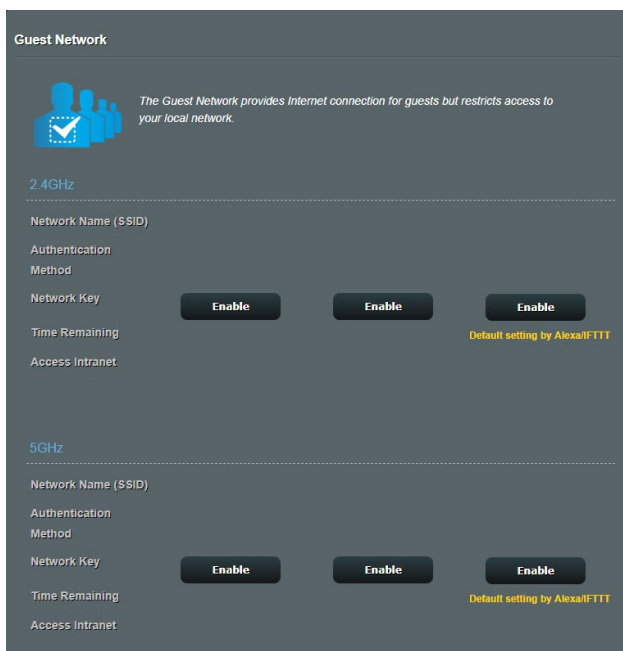 Guest Network
The Guest Network provides Internet connection for guests but restricts access to
your local network.
2.4GHz
Network Name (SSID)
Authentication
Method
Network Key
Enable
Enable
Enable
Time Remaining
Default setting by Alexa/IFTTT
Access Intranet
5GHz
Network Name (SSID)
Authentication
Method
Network Key
Enable
Enable
Enable
Time Remaining
Default setting by Alexa/IFTTT
Access Intranet